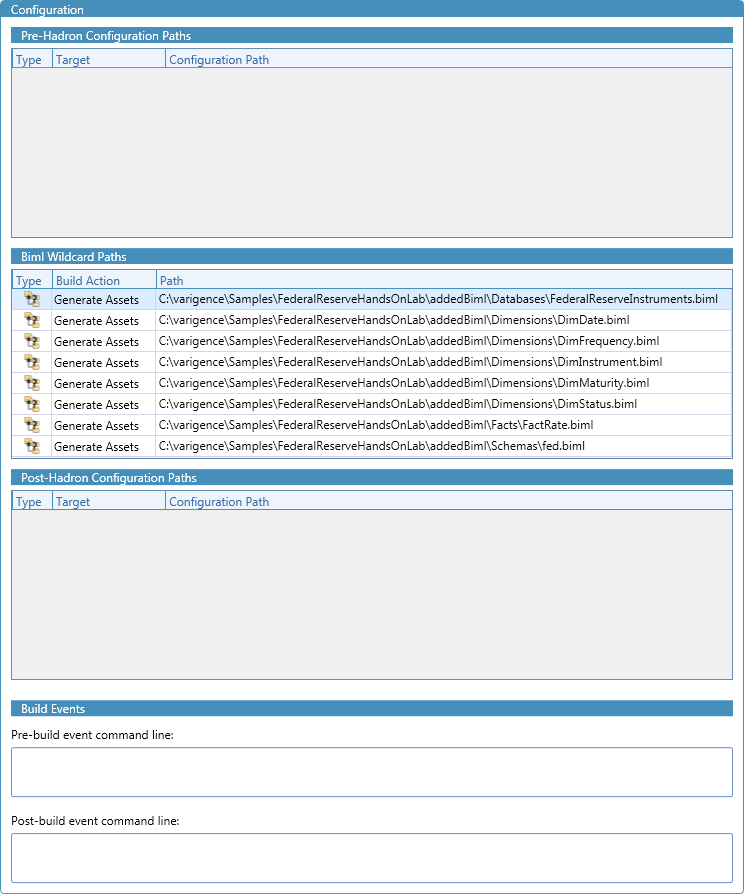 Configuration
Pre-Hadron Configuration Paths
Type Target Configuration Path
Biml Wildcard Paths
Type Build Action Path
Generate Assets C:\varigence\Samples\FederalReserveHandsOnLab\addedBiml\Databases\FederalReserveInstruments.biml
Generate Assets C:\varigence\Samples\FederalReserveHandsOnLab\addedBiml\Dimensions\DimDate.biml
Generate Assets C:\varigence\Samples\FederalReserveHandsOnLab\addedBiml\Dimensions\DimFrequency.biml
Generate Assets C:\varigence\Samples\FederalReserveHandsOnLab\addedBiml\Dimensions\DimInstrument.biml
Generate Assets C:\varigence\Samples\FederalReserveHandsOnLab\addedBiml\Dimensions\DimMaturity.biml
Generate Assets C:\varigence\Samples\FederalReserveHandsOnLab\addedBiml\Dimensions\DimStatus.biml
Generate Assets C:\varigence\Samples\FederalReserveHandsOnLab\addedBiml\Facts\FactRate.biml
Generate Assets C:\varigence\Samples\FederalReserveHandsOnLab\addedBiml\Schemas\fed.biml
Post-Hadron Configuration Paths
Type Target Configuration Path
Build Events
Pre-build event command line:
Post-build event command line: